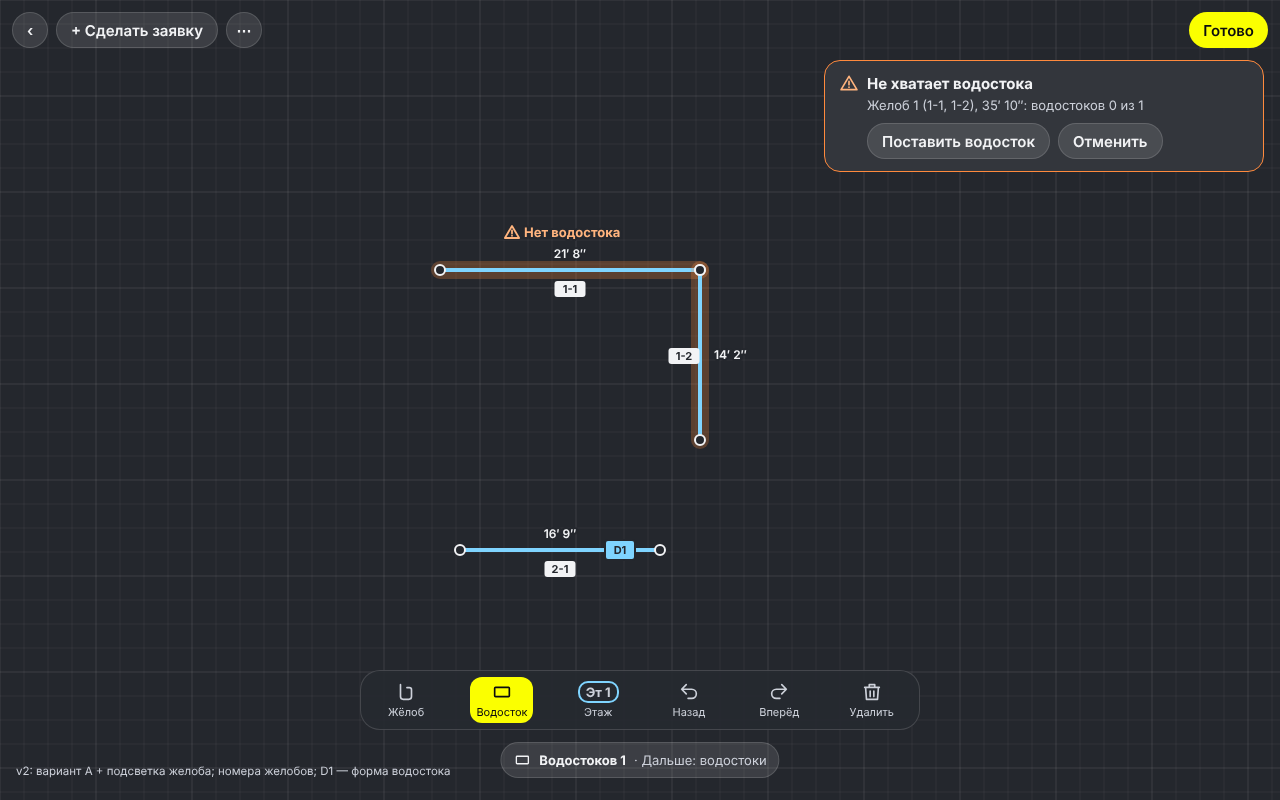 ‹
+ Сделать заявку
···
Готово
Не хватает водостока
Желоб 1 (1-1, 1-2), 35′ 10″: водостоков 0 из 1
Поставить водосток
Отменить
Нет водостока
21′ 8″
1-1
1-2
14′ 2″
16′ 9″
D1
2-1
Эт 1
Жёлоб
Водосток
Этаж
Назад
Вперёд
Удалить
Водостоков 1 · Дальше: водостоки
v2: вариант A + подсветка желоба; номера желобов; D1 — форма водостока